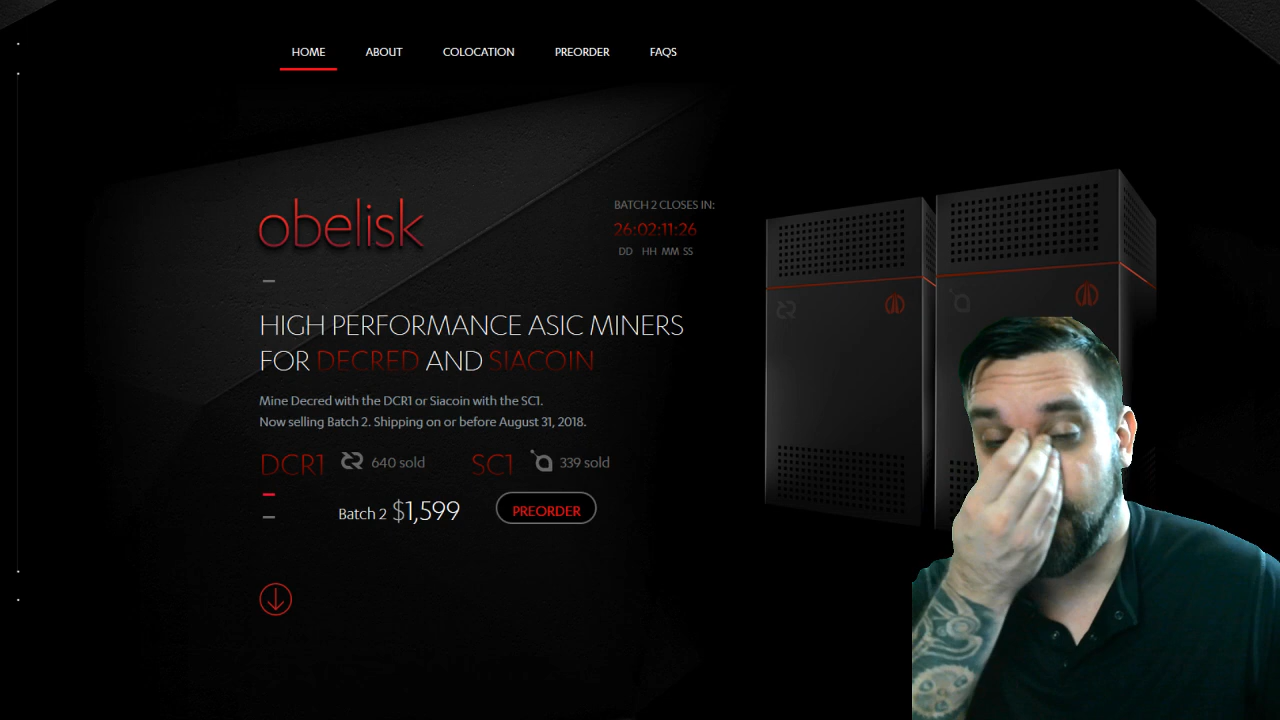 HOME ABOUT COLOCATION PREORDER FAQS
obelisk
BATCH 2 CLOSES IN:
26:02:11:26
DD HH MM SS
HIGH PERFORMANCE ASIC MINERS
FOR DECRED AND SIACOIN
Mine Decred with the DCR1 or Siacoin with the SC1.
Now selling Batch 2. Shipping on or before August 31, 2018.
DCR1 640 sold SC1 339 sold
Batch 2 $1,599 PREORDER